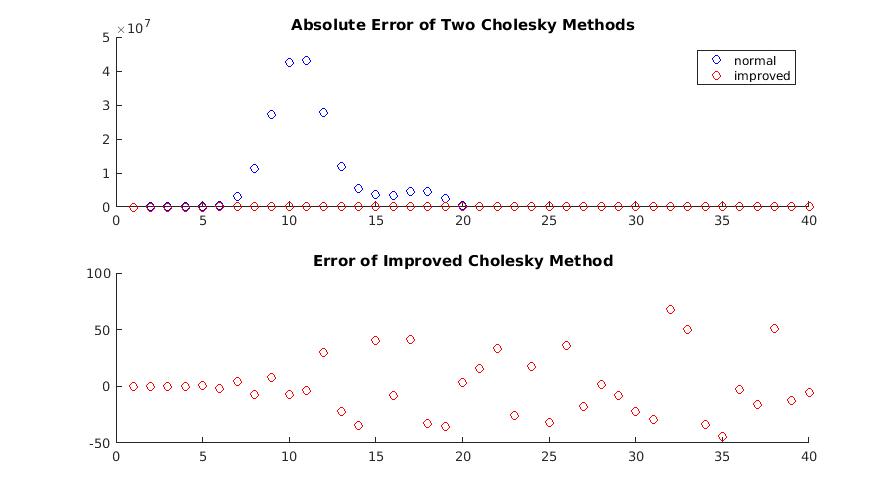 Absolute Error of Two Cholesky Methods
×10^7
5
4
3
2
1
0
0 5 10 15 20 25 30 35 40
normal
improved
Error of Improved Cholesky Method
100
50
0
-50
0 5 10 15 20 25 30 35 40